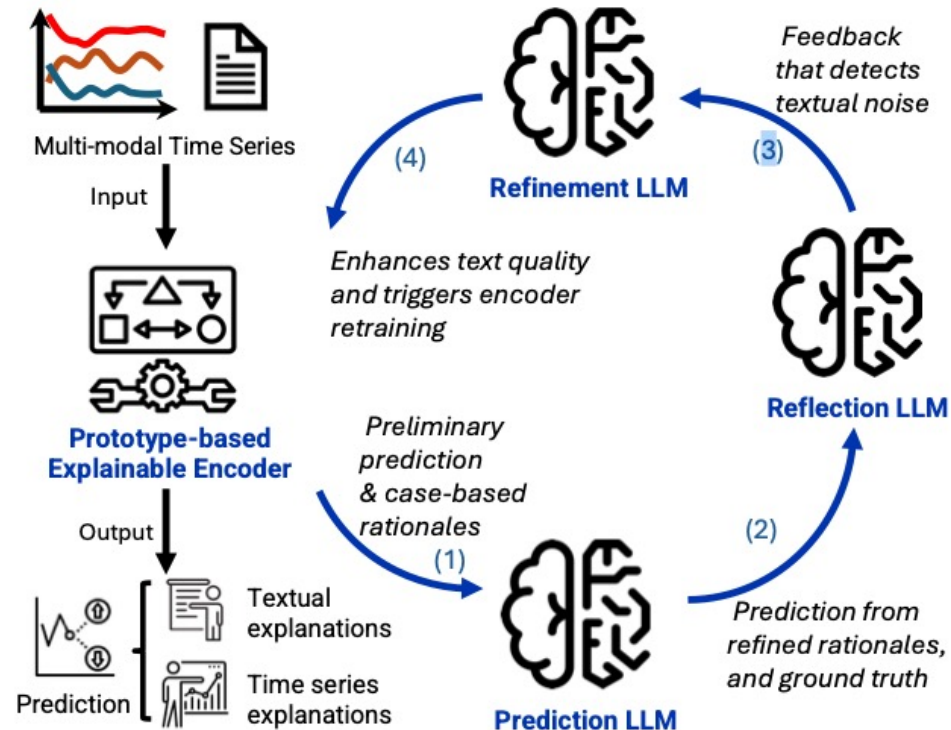 Multi-modal Time Series
Input
Prototype-based
Explainable Encoder
Output
Prediction
Textual
explanations
Time series
explanations
(1)
Preliminary
prediction
& case-based
rationales
Prediction LLM
(2)
Prediction from
refined rationales,
and ground truth
Reflection LLM
(3)
Feedback
that detects
textual noise
Refinement LLM
(4)
Enhances text quality
and triggers encoder
retraining